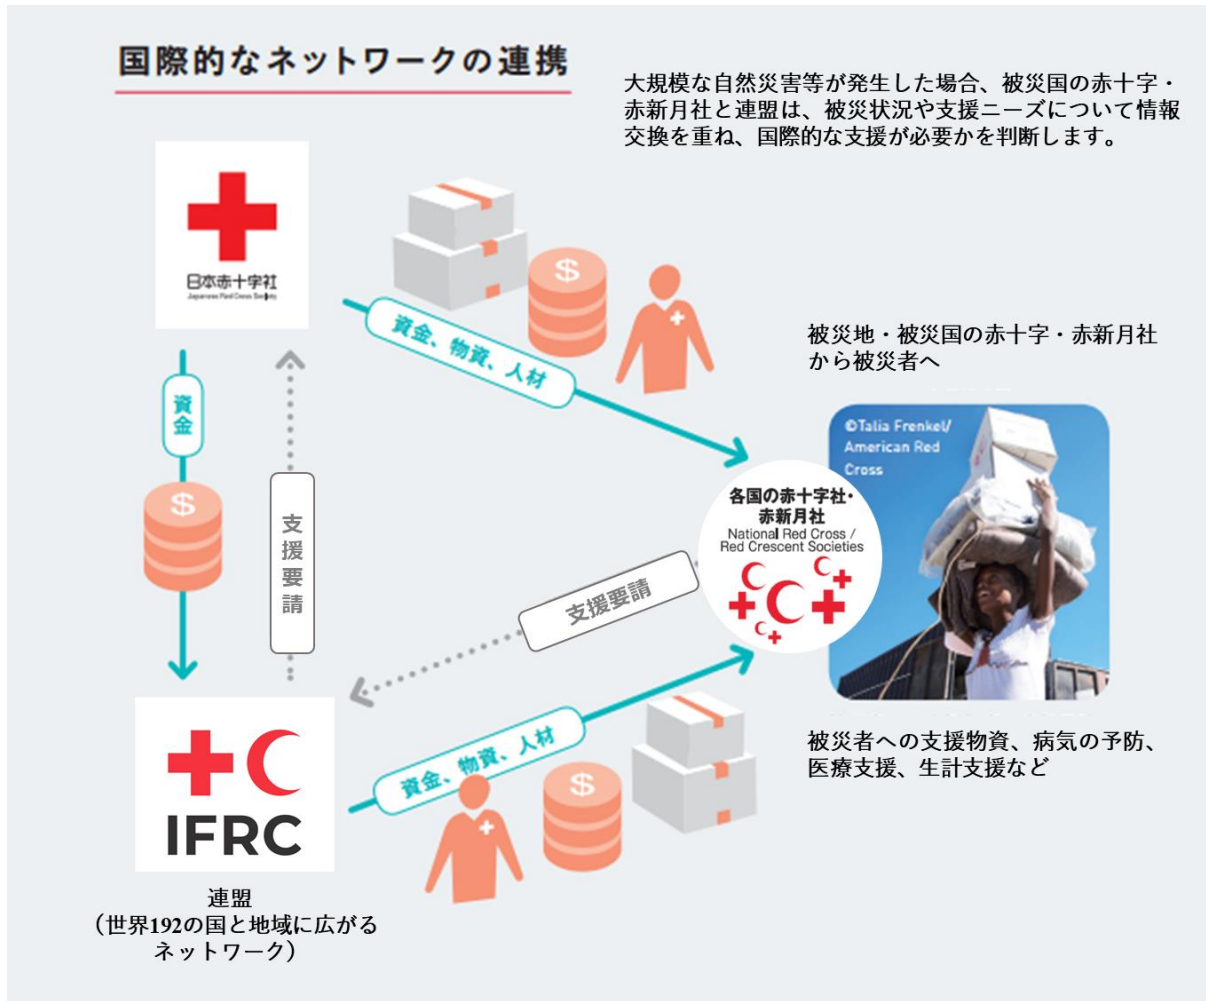 国際的なネットワークの連携
大規模な自然災害等が発生した場合、被災国の赤十字・
赤新月社と連盟は、被災状況や支援ニーズについて情報
交換を重ね、国際的な支援が必要かを判断します。
日本赤十字社
Japanese Red Cross Society
資金、物資、人材
資金
支援要請
被災地・被災国の赤十字・赤新月社
から被災者へ
©Talia Frenkel/
American Red
Cross
各国の赤十字社・
赤新月社
National Red Cross /
Red Crescent Societies
支援要請
資金、物資、人材
被災者への支援物資、病気の予防、
医療支援、生計支援など
IFRC
連盟
（世界192の国と地域に広がる
ネットワーク）